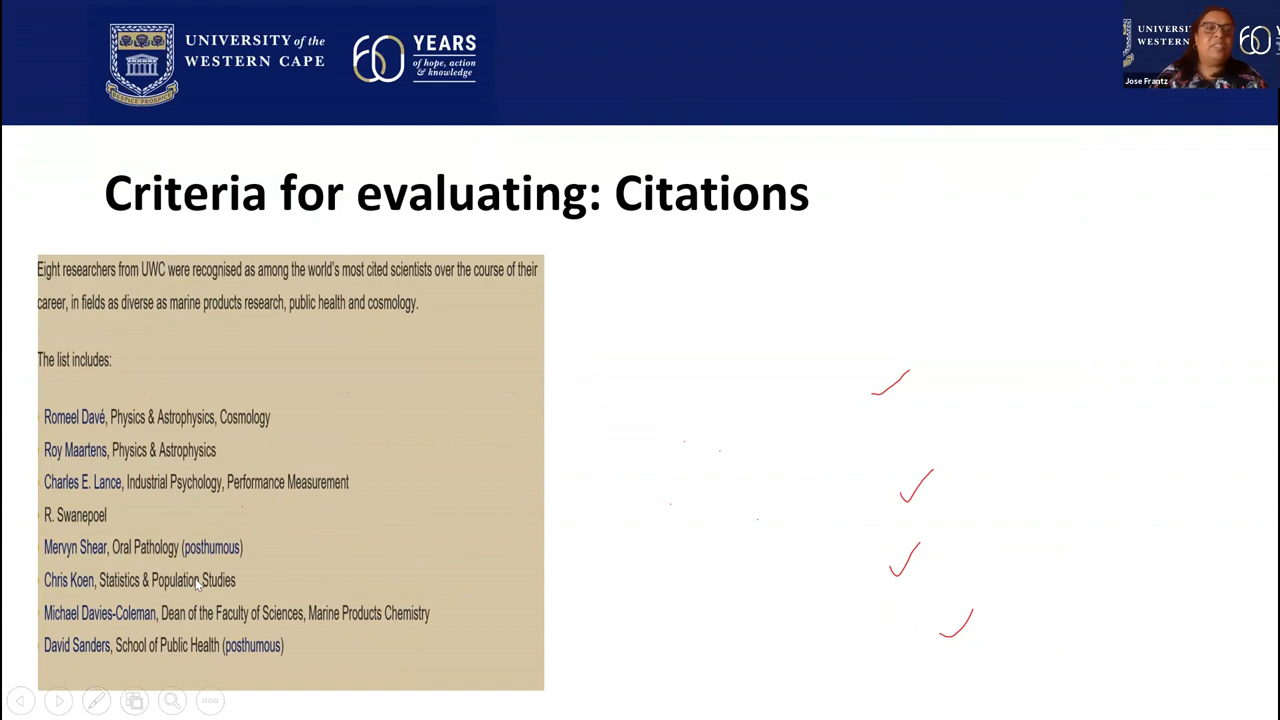 UNIVERSITY of the
WESTERN CAPE
60 YEARS
of hope, action
& knowledge
UNIVERSITY
WESTERN
60
Jose Frantz
Criteria for evaluating: Citations
Eight researchers from UWC were recognised as among the world's most cited scientists over the course of their
career, in fields as diverse as marine products research, public health and cosmology.
The list includes:
Romeel Davé, Physics & Astrophysics, Cosmology
Roy Maartens, Physics & Astrophysics
Charles E. Lance, Industrial Psychology, Performance Measurement
R. Swanepoel
Mervyn Shear, Oral Pathology (posthumous)
Chris Koen, Statistics & Population Studies
Michael Davies-Coleman, Dean of the Faculty of Sciences, Marine Products Chemistry
David Sanders, School of Public Health (posthumous)